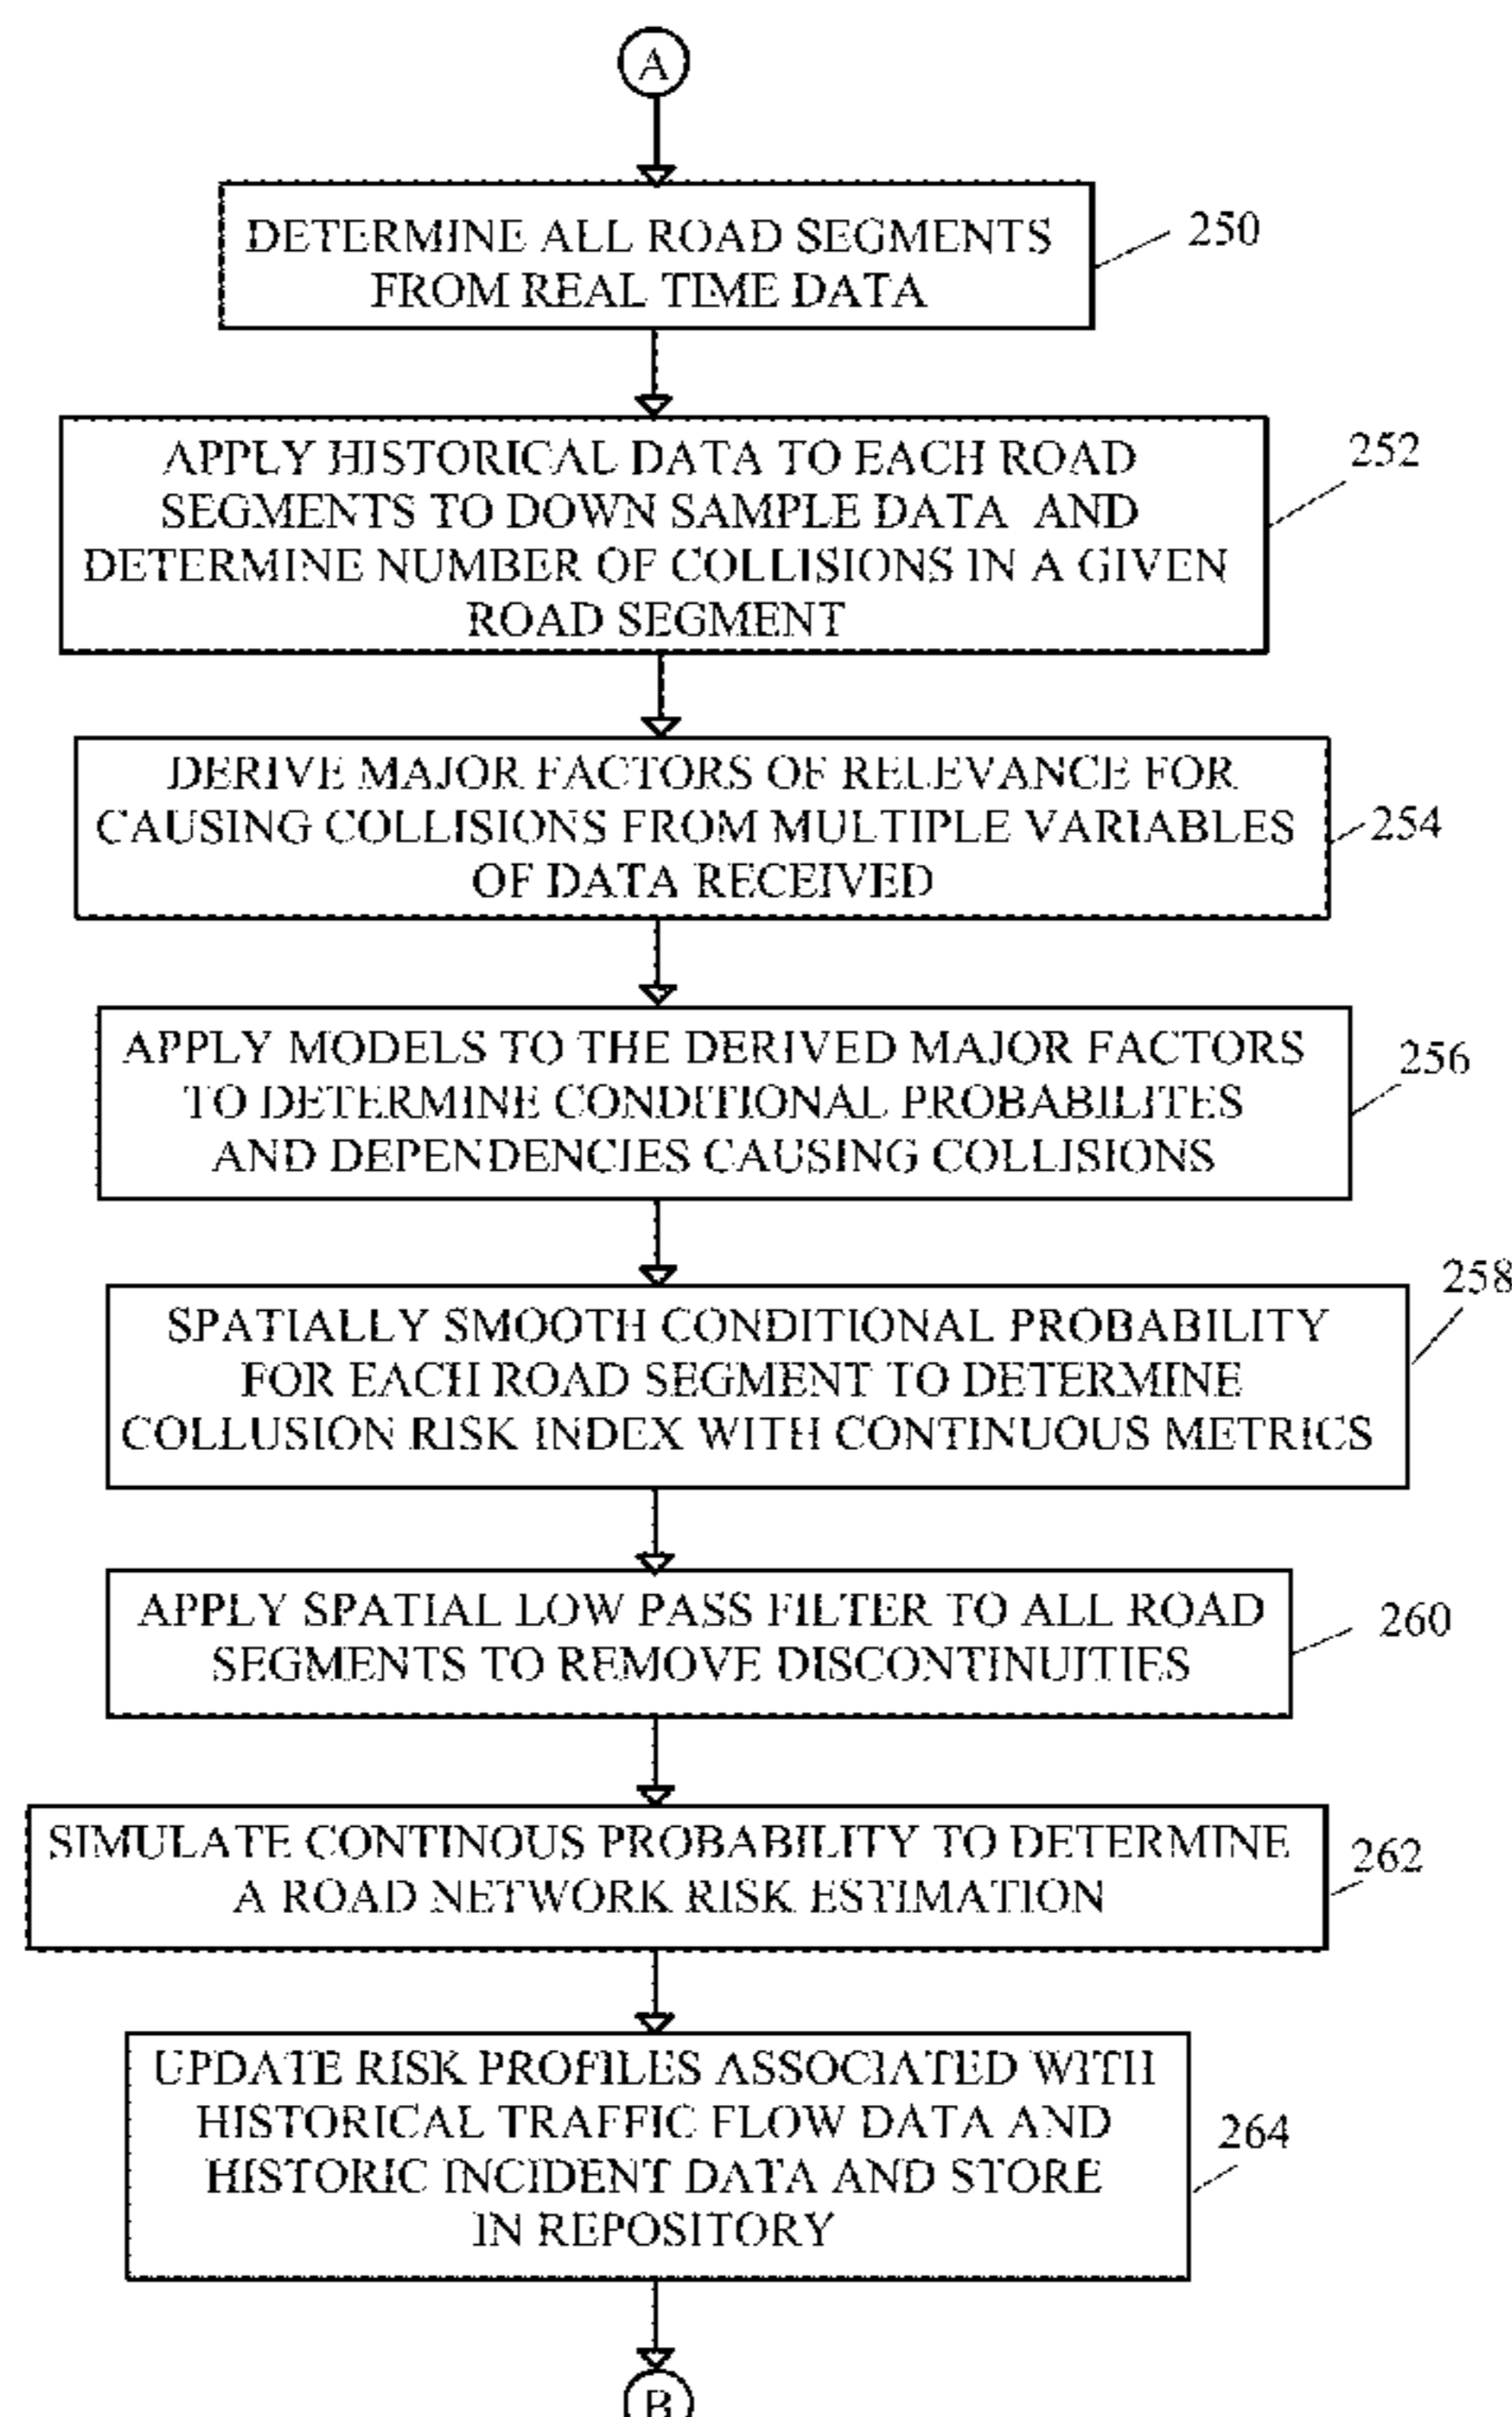 A
DETERMINE ALL ROAD SEGMENTS
FROM REAL TIME DATA
250
APPLY HISTORICAL DATA TO EACH ROAD
SEGMENTS TO DOWN SAMPLE DATA AND
DETERMINE NUMBER OF COLLISIONS IN A GIVEN
ROAD SEGMENT
252
DERIVE MAJOR FACTORS OF RELEVANCE FOR
CAUSING COLLISIONS FROM MULTIPLE VARIABLES
OF DATA RECEIVED
254
APPLY MODELS TO THE DERIVED MAJOR FACTORS
TO DETERMINE CONDITIONAL PROBABILITES
AND DEPENDENCIES CAUSING COLLISIONS
256
SPATIALLY SMOOTH CONDITIONAL PROBABILITY
FOR EACH ROAD SEGMENT TO DETERMINE
COLLUSION RISK INDEX WITH CONTINUOUS METRICS
258
APPLY SPATIAL LOW PASS FILTER TO ALL ROAD
SEGMENTS TO REMOVE DISCONTINUITIES
260
SIMULATE CONTINOUS PROBABILITY TO DETERMINE
A ROAD NETWORK RISK ESTIMATION
262
UPDATE RISK PROFILES ASSOCIATED WITH
HISTORICAL TRAFFIC FLOW DATA AND
HISTORIC INCIDENT DATA AND STORE
IN REPOSITORY
264
B